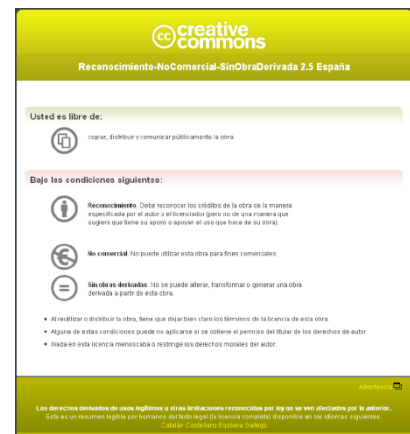 cc creative commons
Reconocimiento-NoComercial-SinObraDerivada 2.5 España
Usted es libre de:
copiar, distribuir y comunicar públicamente la obra
Bajo las condiciones siguientes:
Reconocimiento. Debe reconocer los créditos de la obra de la manera
especificada por el autor o el licenciador (pero no de una manera que
sugiera que tiene su apoyo o apoyan el uso que hace de su obra).
No comercial. No puede utilizar esta obra para fines comerciales.
Sin obras derivadas. No se puede alterar, transformar o generar una obra
derivada a partir de esta obra.
• Al reutilizar o distribuir la obra, tiene que dejar bien claro los términos de la licencia de esta obra.
• Alguna de estas condiciones puede no aplicarse si se obtiene el permiso del titular de los derechos de autor
• Nada en esta licencia menoscaba o restringe los derechos morales del autor.
Advertencia
Los derechos derivados de usos legítimos u otras limitaciones reconocidas por ley no se ven afectados por lo anterior.
Esto es un resumen legible por humanos del texto legal (la licencia completa) disponible en los idiomas siguientes:
Catalán Castellano Euskera Gallego